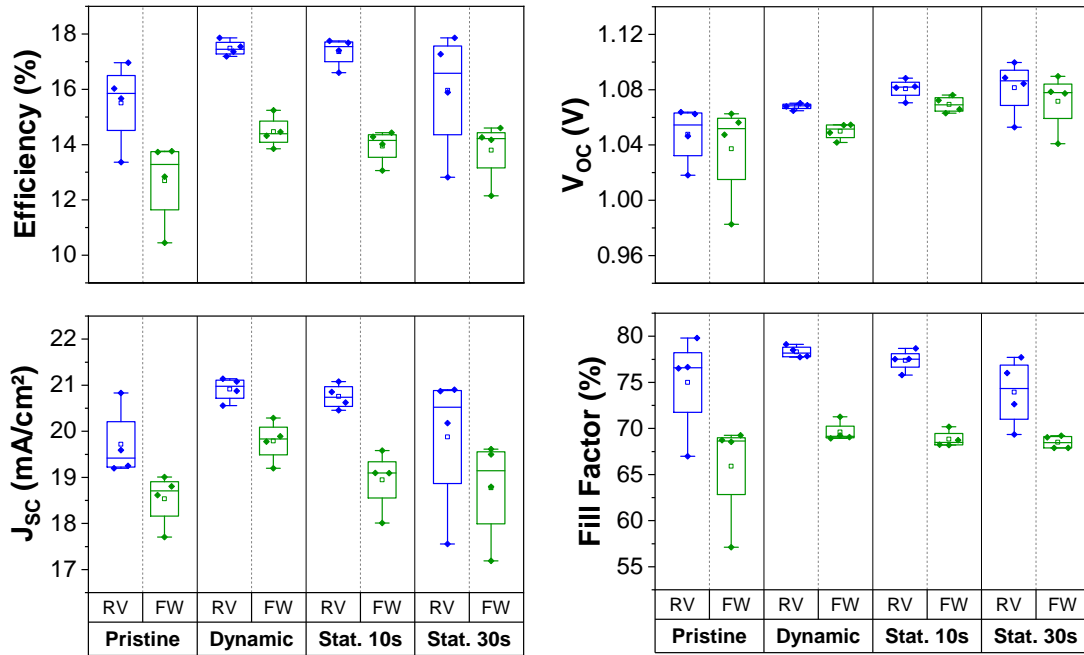 Efficiency (%)
18
16
14
12
10
V_OC (V)
1.12
1.08
1.04
1.00
0.96
J_SC (mA/cm²)
22
21
20
19
18
17
RV FW RV FW RV FW RV FW
Pristine Dynamic Stat. 10s Stat. 30s
Fill Factor (%)
80
75
70
65
60
55
RV FW RV FW RV FW RV FW
Pristine Dynamic Stat. 10s Stat. 30s